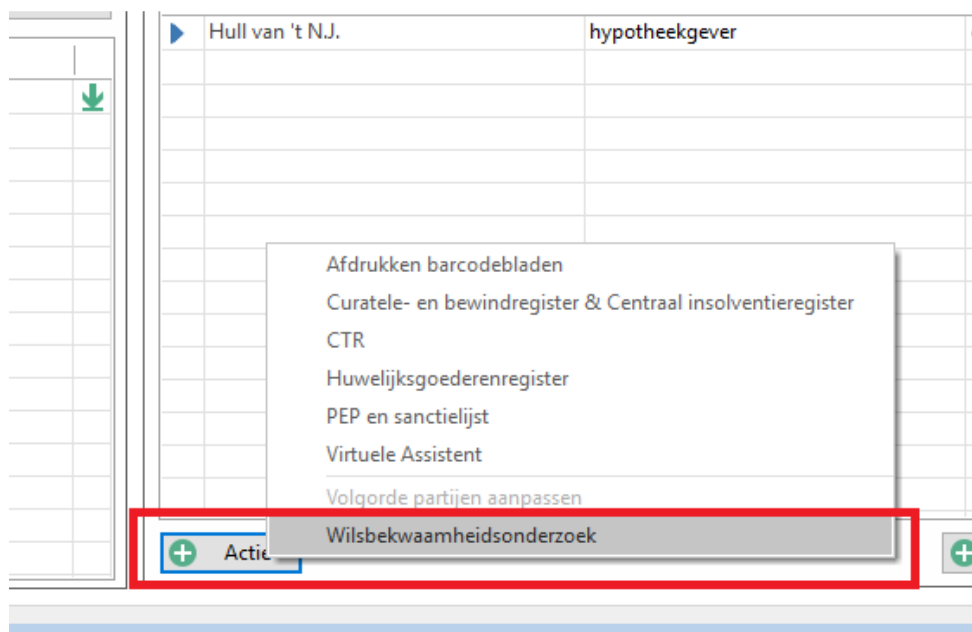 Hull van 't N.J. hypotheekgever
Afdrukken barcodebladen
Curatele- en bewindregister & Centraal insolventieregister
CTR
Huwelijksgoederenregister
PEP en sanctielijst
Virtuele Assistent
Volgorde partijen aanpassen
Wilsbekwaamheidsonderzoek
Actie